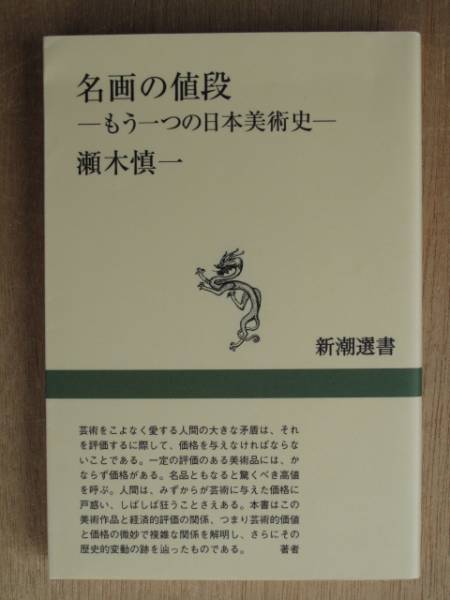 名画の値段
―もう一つの日本美術史―
瀬木慎一
新潮選書
芸術をこよなく愛する人間の大きな矛盾は、それ
を評価するに際して、価格を与えなければならな
いことである。一定の評価のある美術品には、か
ならず価格がある。名品ともなると驚くべき高値
を呼ぶ。人間は、みずからが芸術に与えた価格に
戸惑い、しばしば狂うことさえある。本書はこの
美術作品と経済的評価の関係、つまり芸術的価値
と価格の微妙で複雑な関係を解明し、さらにその
歴史的変動の跡を辿ったものである。　著者